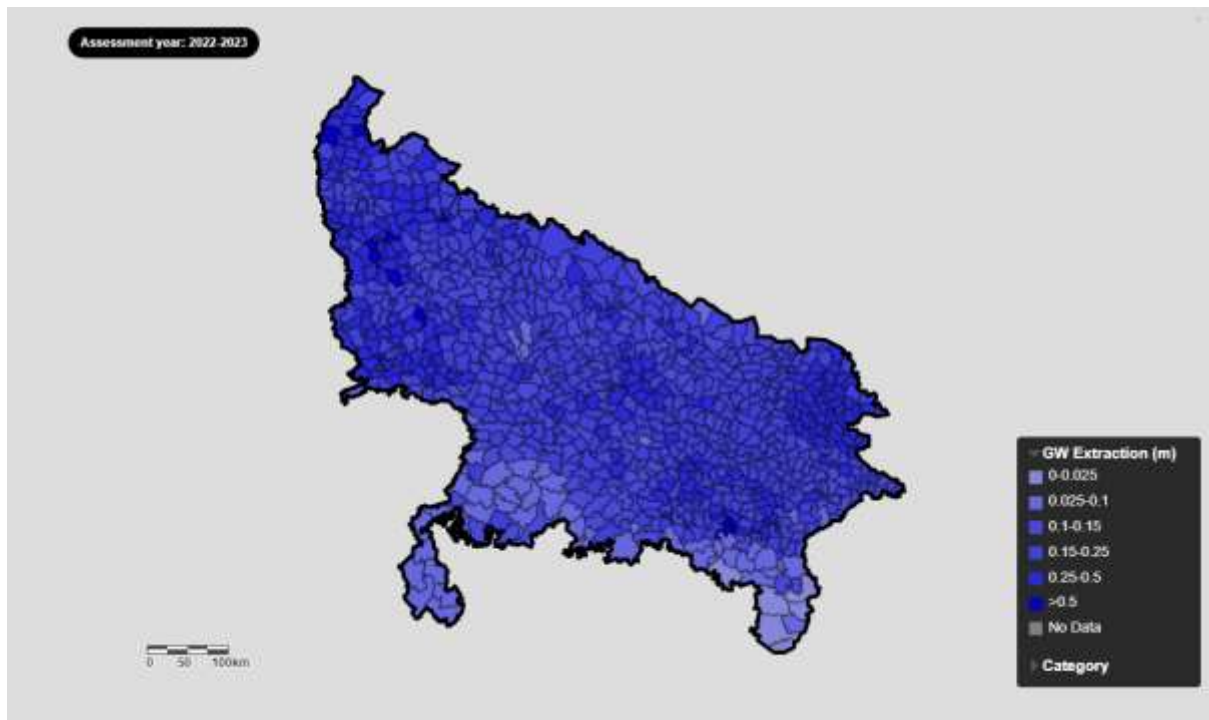 Assessment year: 2022-2023
GW Extraction (m)
0-0.025
0.025-0.1
0.1-0.15
0.15-0.25
0.25-0.5
>0.5
No Data
Category
0 50 100km